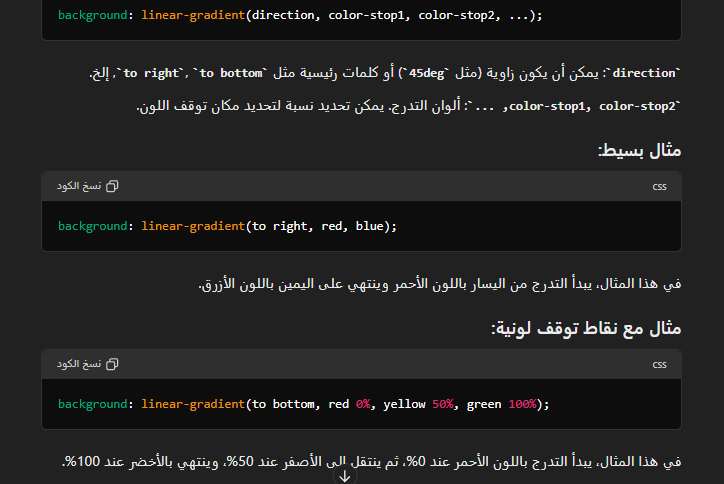 background: linear-gradient(direction, color-stop1, color-stop2, ...);
`direction`: يمكن أن يكون زاوية (مثل `45deg`) أو كلمات رئيسية مثل `to right`, `to bottom`, إلخ.
`color-stop1, color-stop2, ...`: ألوان التدرج. يمكن تحديد نسبة لتحديد مكان توقف اللون.
مثال بسيط:
css
نسخ الكود
background: linear-gradient(to right, red, blue);
في هذا المثال، يبدأ التدرج من اليسار باللون الأحمر وينتهي على اليمين باللون الأزرق.
مثال مع نقاط توقف لونية:
css
نسخ الكود
background: linear-gradient(to bottom, red 0%, yellow 50%, green 100%);
في هذا المثال، يبدأ التدرج باللون الأحمر عند 0%، ثم ينتقل إلى الأصفر عند 50%، وينتهي بالأخضر عند 100%.